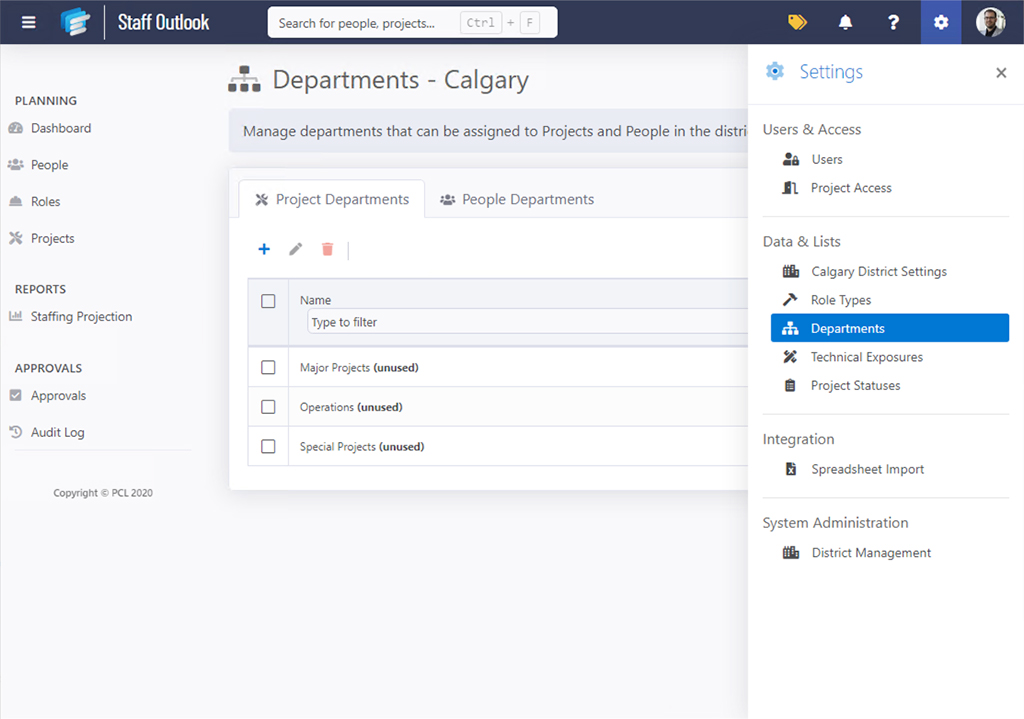 Staff Outlook
Search for people, projects... Ctrl + F
PLANNING
Dashboard
People
Roles
Projects
REPORTS
Staffing Projection
APPROVALS
Approvals
Audit Log
Copyright © PCL 2020
Departments - Calgary
Manage departments that can be assigned to Projects and People in the distri
Project Departments
People Departments
Name
Type to filter
Major Projects (unused)
Operations (unused)
Special Projects (unused)
Settings
Users & Access
Users
Project Access
Data & Lists
Calgary District Settings
Role Types
Departments
Technical Exposures
Project Statuses
Integration
Spreadsheet Import
System Administration
District Management